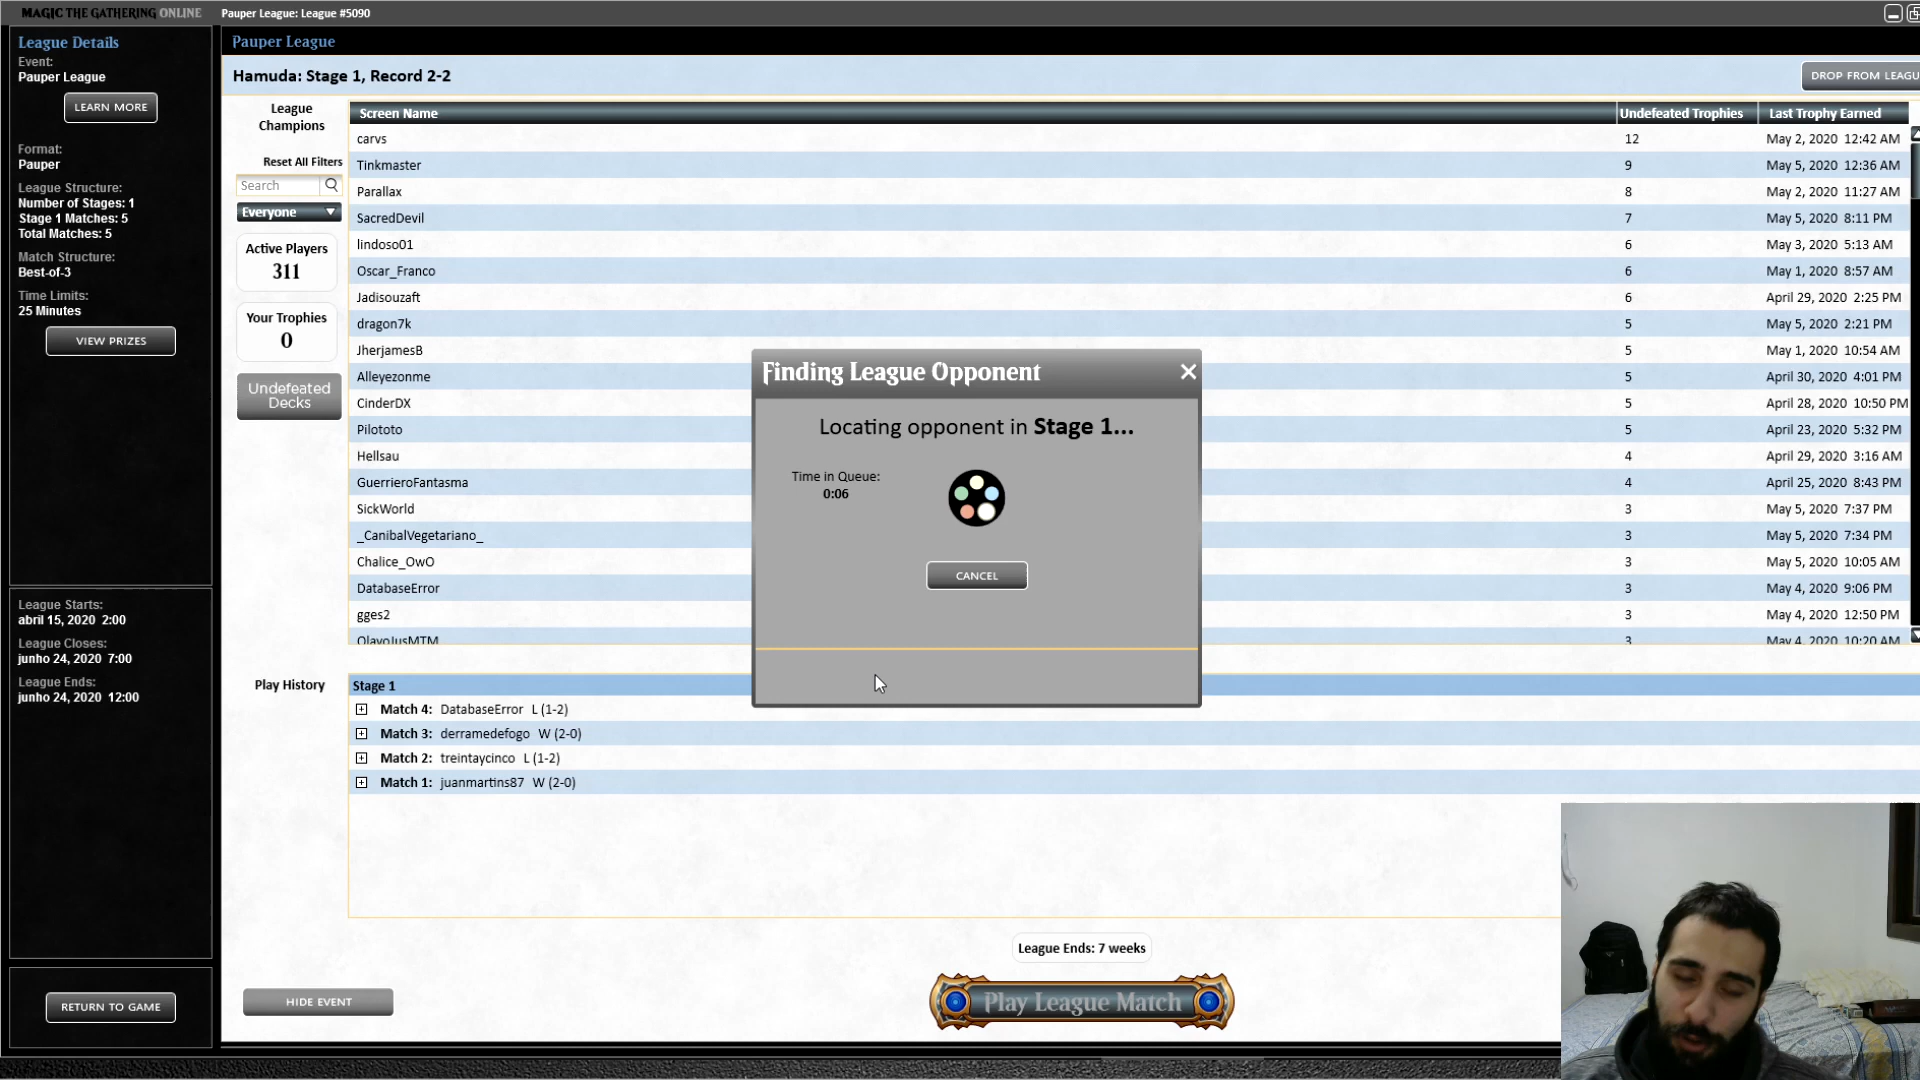 MAGIC THE GATHERING ONLINE
Pauper League: League #5090
League Details
Event:
Pauper League
LEARN MORE
Format:
Pauper
League Structure:
Number of Stages: 1
Stage 1 Matches: 5
Total Matches: 5
Match Structure:
Best-of-3
Time Limits:
25 Minutes
VIEW PRIZES
League Starts:
abril 15, 2020 2:00
League Closes:
junho 24, 2020 7:00
League Ends:
junho 24, 2020 12:00
RETURN TO GAME
Pauper League
Hamuda: Stage 1, Record 2-2
DROP FROM LEAGU
League
Champions
Reset All Filters
Search
Everyone
Active Players
311
Your Trophies
0
Undefeated
Decks
Screen Name Undefeated Trophies Last Trophy Earned
carvs 12 May 2, 2020 12:42 AM
Tinkmaster 9 May 5, 2020 12:36 AM
Parallax 8 May 2, 2020 11:27 AM
SacredDevil 7 May 5, 2020 8:11 PM
lindoso01 6 May 3, 2020 5:13 AM
Oscar_Franco 6 May 1, 2020 8:57 AM
Jadisouzaft 6 April 29, 2020 2:25 PM
dragon7k 5 May 5, 2020 2:21 PM
JherjamesB 5 May 1, 2020 10:54 AM
Alleyezonme 5 April 30, 2020 4:01 PM
CinderDX 5 April 28, 2020 10:50 PM
Pilototo 5 April 23, 2020 5:32 PM
Hellsau 4 April 29, 2020 3:16 AM
GuerrieroFantasma 4 April 25, 2020 8:43 PM
SickWorld 3 May 5, 2020 7:37 PM
_CanibalVegetariano_ 3 May 5, 2020 7:34 PM
Chalice_OwO 3 May 5, 2020 10:05 AM
DatabaseError 3 May 4, 2020 9:06 PM
gges2 3 May 4, 2020 12:50 PM
OlavoJusMTM 3 May 4, 2020 10:20 AM
Finding League Opponent
Locating opponent in Stage 1...
Time in Queue:
0:06
CANCEL
Play History
Stage 1
Match 4: DatabaseError L (1-2)
Match 3: derramedefogo W (2-0)
Match 2: treintaycinco L (1-2)
Match 1: juanmartins87 W (2-0)
League Ends: 7 weeks
HIDE EVENT
Play League Match